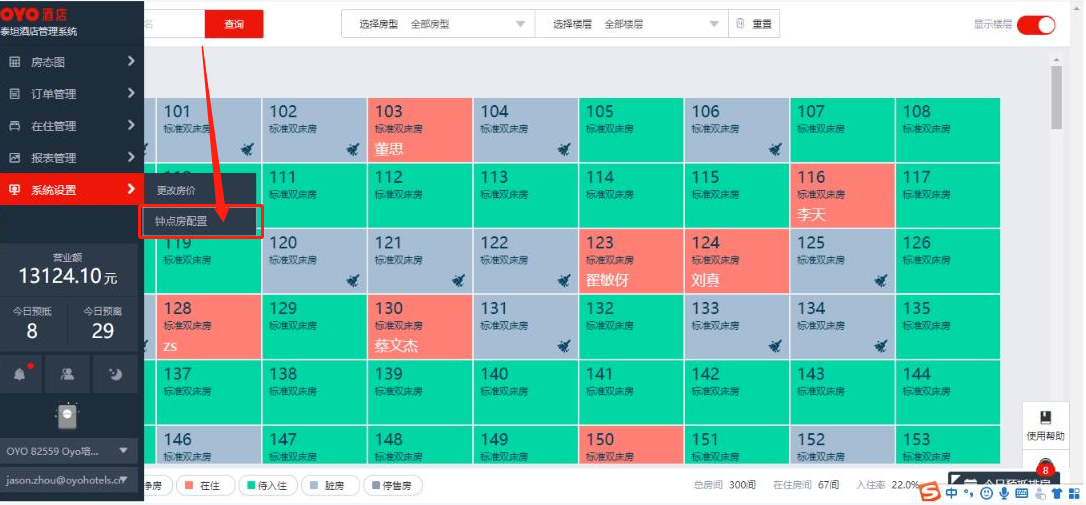 OYO 酒店
泰坦酒店管理系统
名
查询
选择房型 全部房型
选择楼层 全部楼层
重置
显示楼层
房态图
订单管理
在住管理
报表管理
系统设置
更改房价
钟点房配置
营业额
13124.10 元
今日预抵
8
今日预离
29
OYO 82559 Oyo培...
jason.zhou@oyohotels.cn
101
标准双床房
102
标准双床房
103
标准双床房
董思
104
标准双床房
105
标准双床房
106
标准双床房
107
标准双床房
108
标准双床房
111
标准双床房
112
标准双床房
113
标准双床房
114
标准双床房
115
标准双床房
116
标准双床房
李天
117
标准双床房
119
标准双床房
120
标准双床房
121
标准双床房
122
标准双床房
123
标准双床房
翟敏伢
124
标准双床房
刘真
125
标准双床房
126
标准双床房
128
标准双床房
zs
129
标准双床房
130
标准双床房
蔡文杰
131
标准双床房
132
标准双床房
133
标准双床房
134
标准双床房
135
标准双床房
137
标准双床房
138
标准双床房
139
标准双床房
140
标准双床房
141
标准双床房
142
标准双床房
143
标准双床房
144
标准双床房
146
标准双床房
147
标准双床房
148
标准双床房
149
标准双床房
150
标准双床房
151
标准双床房
152
标准双床房
153
标准双床房
使用帮助
8
净房
在住
待入住
脏房
停售房
总房间 300间
在住房间 67间
入住率 22.0%
今日预抵排房
中